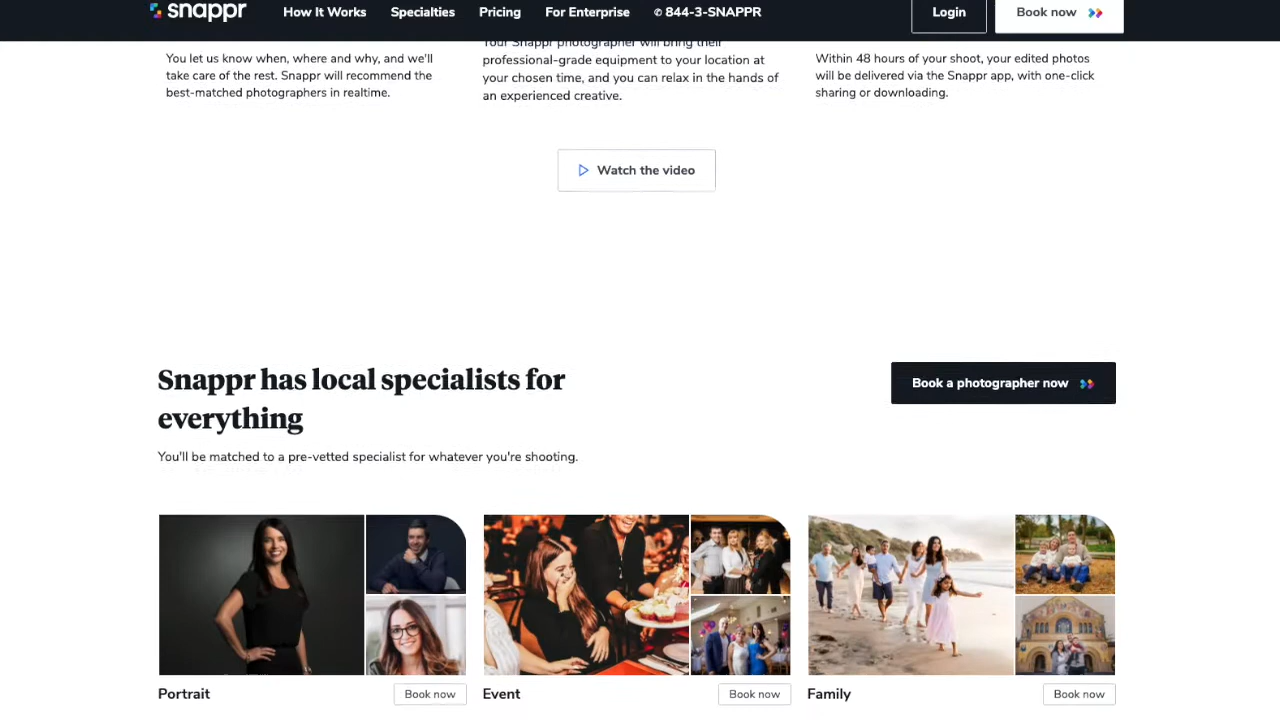 snappr How It Works Specialties Pricing For Enterprise ✆ 844-3-SNAPPR Login Book now
You let us know when, where and why, and we'll
take care of the rest. Snappr will recommend the
best-matched photographers in realtime.
Your Snappr photographer will bring their
professional-grade equipment to your location at
your chosen time, and you can relax in the hands of
an experienced creative.
Within 48 hours of your shoot, your edited photos
will be delivered via the Snappr app, with one-click
sharing or downloading.
Watch the video
Snappr has local specialists for
everything
Book a photographer now
You'll be matched to a pre-vetted specialist for whatever you're shooting.
Portrait Book now
Event Book now
Family Book now